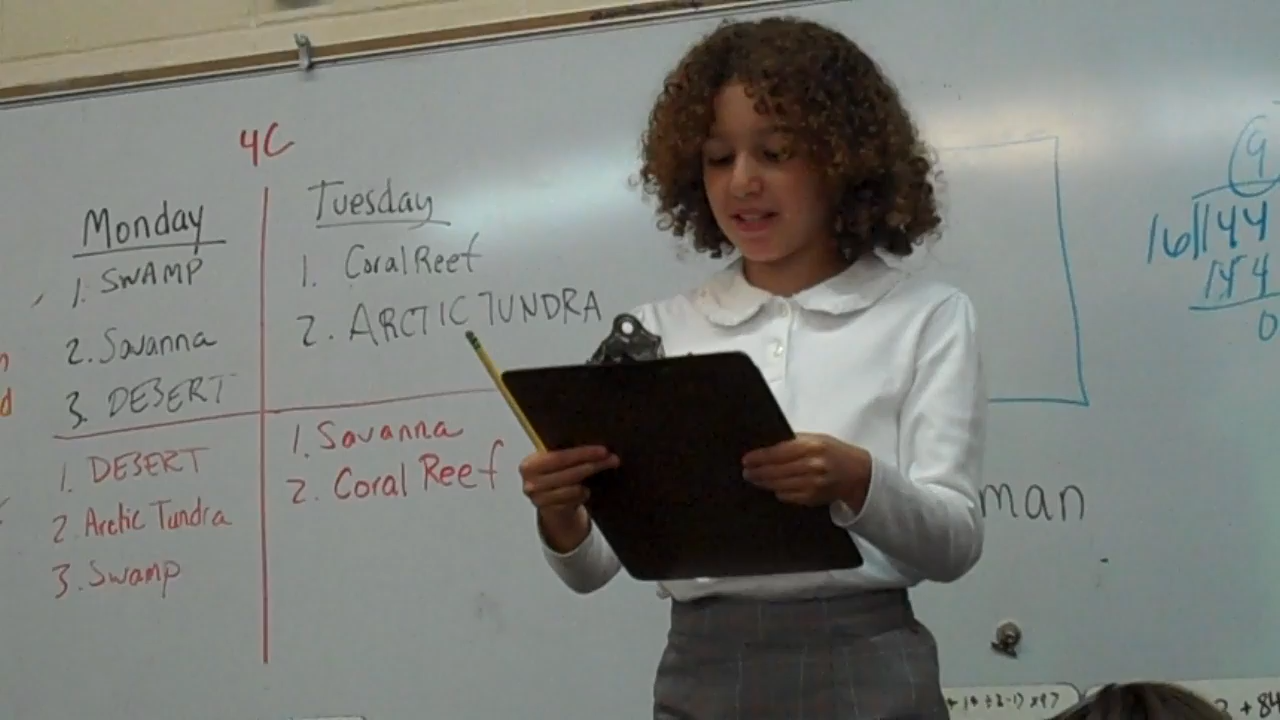 4C
Monday
1. SWAMP
2. Savanna
3. DESERT
Tuesday
1. Coral Reef
2. ARCTIC TUNDRA
1. DESERT
2. Arctic Tundra
3. Swamp
1. Savanna
2. Coral Reef
9
16 144
144
0
man